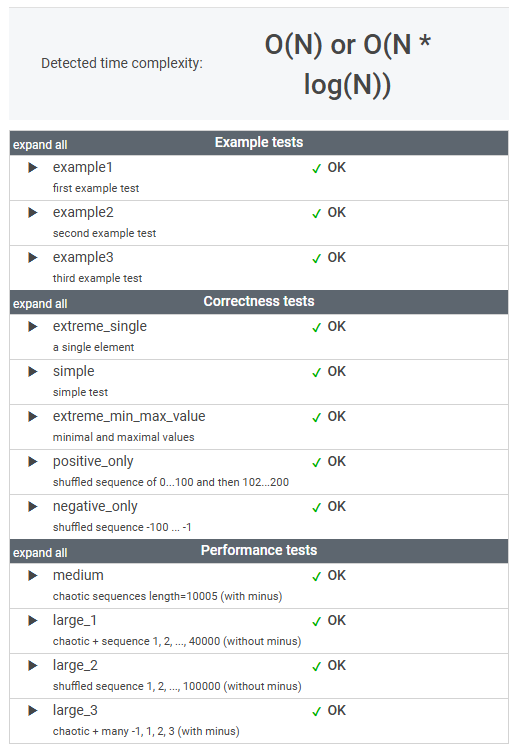 Detected time complexity:
O(N) or O(N *
log(N))
expand all Example tests
example1 OK
first example test
example2 OK
second example test
example3 OK
third example test
expand all Correctness tests
extreme_single OK
a single element
simple OK
simple test
extreme_min_max_value OK
minimal and maximal values
positive_only OK
shuffled sequence of 0...100 and then 102...200
negative_only OK
shuffled sequence -100 ... -1
expand all Performance tests
medium OK
chaotic sequences length=10005 (with minus)
large_1 OK
chaotic + sequence 1, 2, ..., 40000 (without minus)
large_2 OK
shuffled sequence 1, 2, ..., 100000 (without minus)
large_3 OK
chaotic + many -1, 1, 2, 3 (with minus)